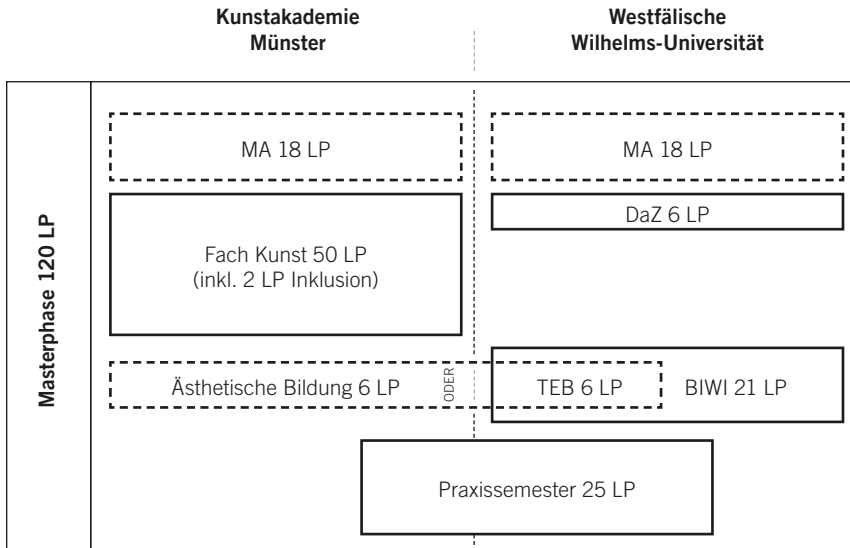 Kunstakademie
Münster
Westfälische
Wilhelms-Universität
Masterphase 120 LP
MA 18 LP
MA 18 LP
DaZ 6 LP
Fach Kunst 50 LP
(inkl. 2 LP Inklusion)
Ästhetische Bildung 6 LP
ODER
TEB 6 LP
BIWI 21 LP
Praxissemester 25 LP